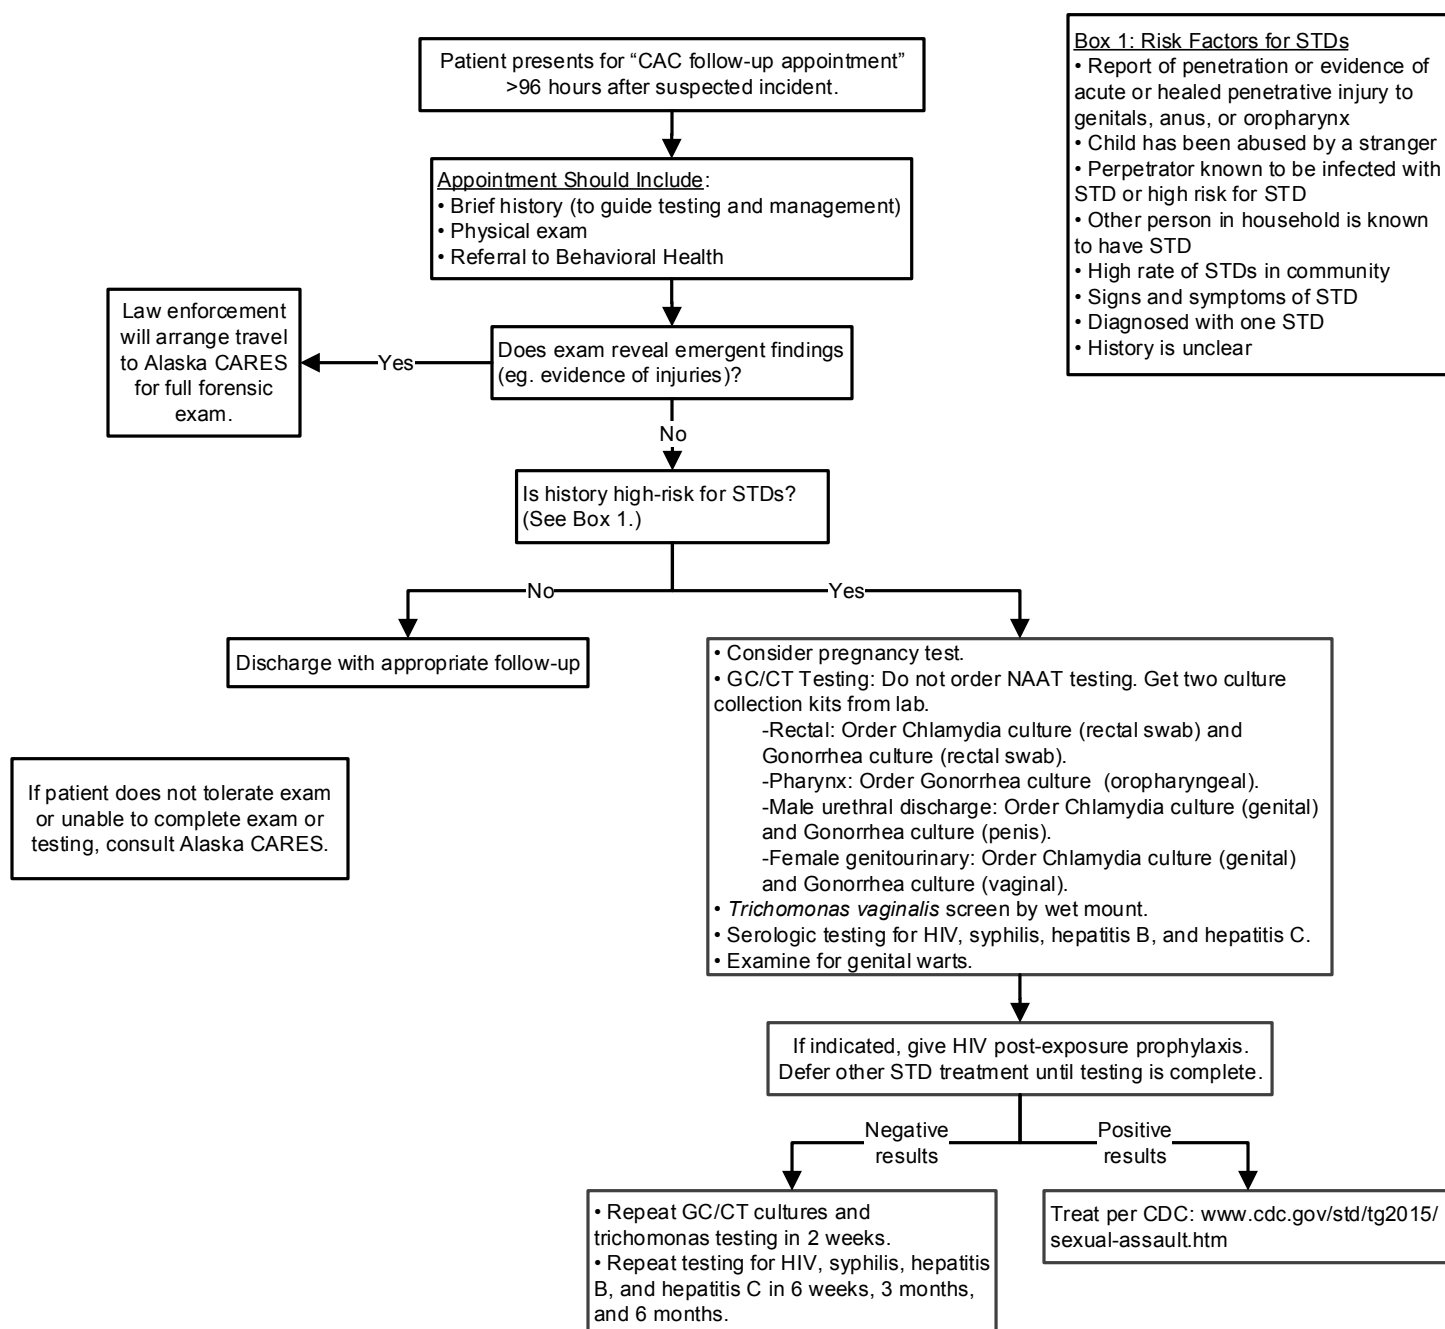 Patient presents for “CAC follow-up appointment”
>96 hours after suspected incident.
Box 1: Risk Factors for STDs
• Report of penetration or evidence of
acute or healed penetrative injury to
genitals, anus, or oropharynx
• Child has been abused by a stranger
• Perpetrator known to be infected with
STD or high risk for STD
• Other person in household is known
to have STD
• High rate of STDs in community
• Signs and symptoms of STD
• Diagnosed with one STD
• History is unclear
Appointment Should Include:
• Brief history (to guide testing and management)
• Physical exam
• Referral to Behavioral Health
Law enforcement
will arrange travel
to Alaska CARES
for full forensic
exam.
Yes
Does exam reveal emergent findings
(eg. evidence of injuries)?
No
Is history high-risk for STDs?
(See Box 1.)
No
Yes
Discharge with appropriate follow-up
• Consider pregnancy test.
• GC/CT Testing: Do not order NAAT testing. Get two culture
collection kits from lab.
-Rectal: Order Chlamydia culture (rectal swab) and
Gonorrhea culture (rectal swab).
-Pharynx: Order Gonorrhea culture (oropharyngeal).
-Male urethral discharge: Order Chlamydia culture (genital)
and Gonorrhea culture (penis).
-Female genitourinary: Order Chlamydia culture (genital)
and Gonorrhea culture (vaginal).
• Trichomonas vaginalis screen by wet mount.
• Serologic testing for HIV, syphilis, hepatitis B, and hepatitis C.
• Examine for genital warts.
If patient does not tolerate exam
or unable to complete exam or
testing, consult Alaska CARES.
If indicated, give HIV post-exposure prophylaxis.
Defer other STD treatment until testing is complete.
Negative
results
Positive
results
• Repeat GC/CT cultures and
trichomonas testing in 2 weeks.
• Repeat testing for HIV, syphilis, hepatitis
B, and hepatitis C in 6 weeks, 3 months,
and 6 months.
Treat per CDC: www.cdc.gov/std/tg2015/
sexual-assault.htm